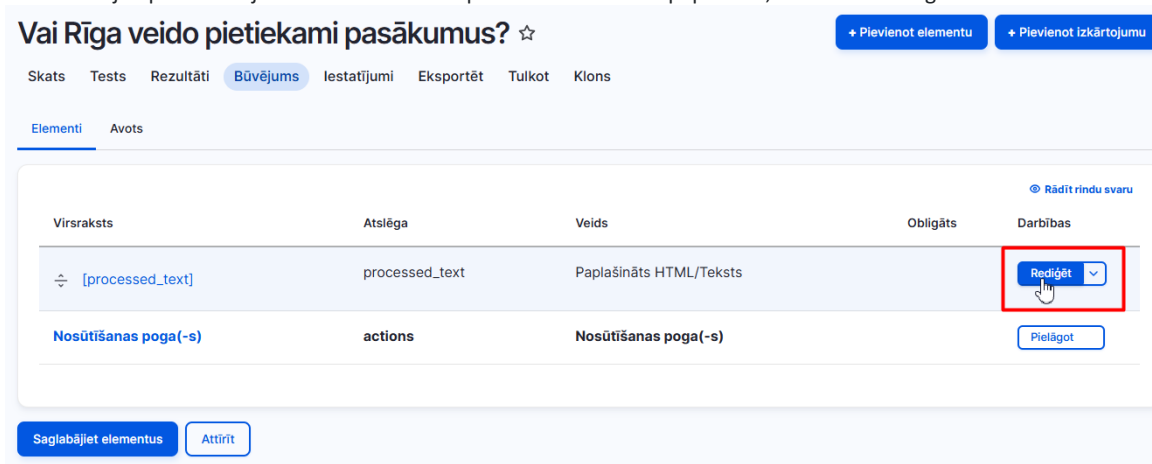 Vai Rīga veido pietiekami pasākumus? ☆
+ Pievienot elementu
+ Pievienot izkārtojumu
Skats Tests Rezultāti Būvējums Iestatījumi Eksportēt Tulkot Klons
Elementi Avots
Rādīt rindu svaru
Virsraksts Atslēga Veids Obligāts Darbības
[processed_text] processed_text Paplašināts HTML/Teksts Rediģēt
Nosūtīšanas poga(-s) actions Nosūtīšanas poga(-s) Pielāgot
Saglabājiet elementus Attīrīt